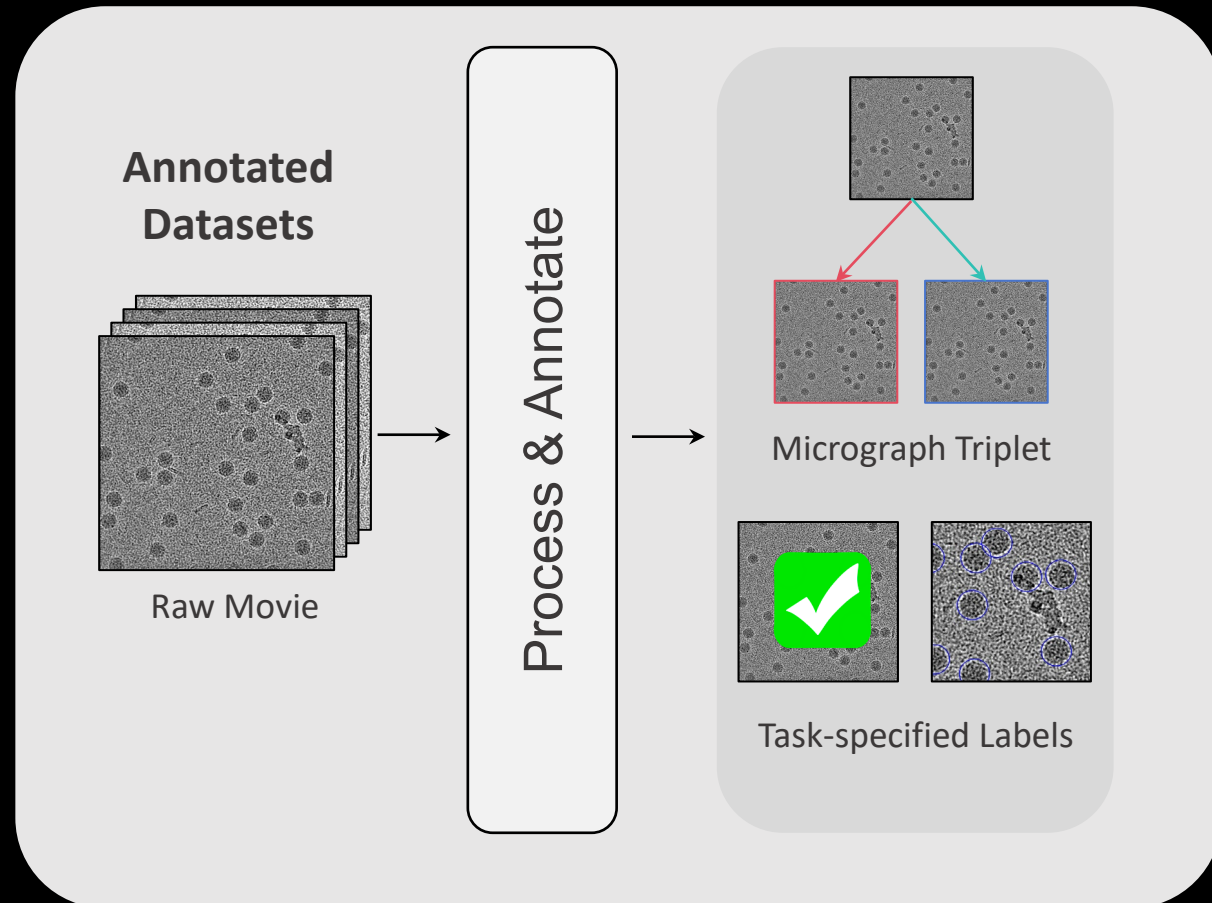 Annotated
Datasets
Raw Movie
Process & Annotate
Micrograph Triplet
Task-specified Labels